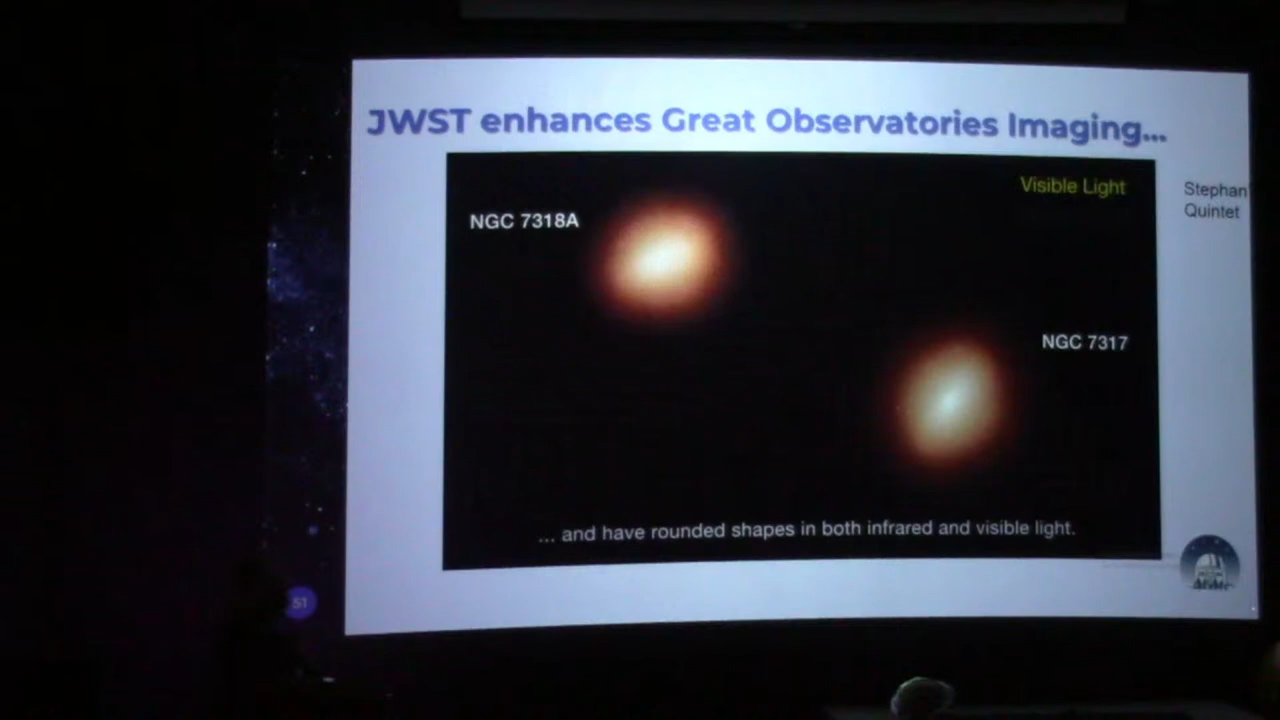 JWST enhances Great Observatories Imaging...
Visible Light
Stephan'
Quintet
NGC 7318A
NGC 7317
... and have rounded shapes in both infrared and visible light.
51